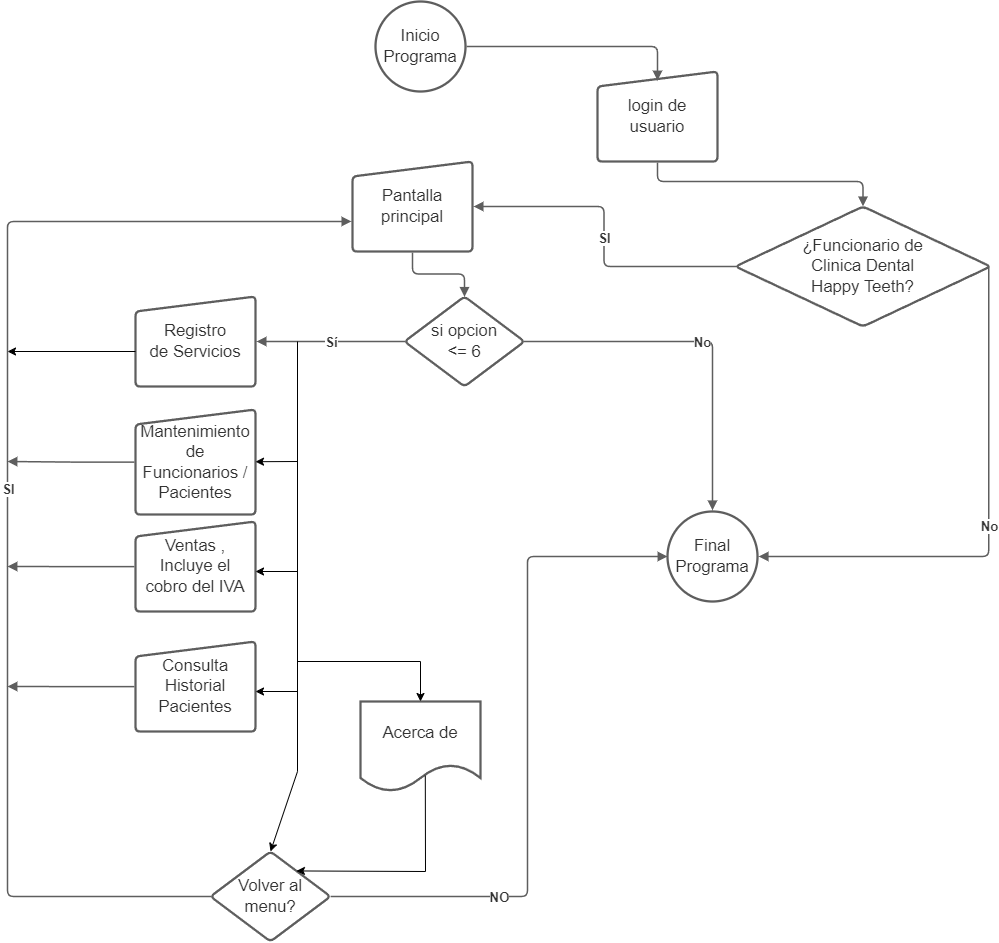 Inicio
Programa
login de
usuario
Pantalla
principal
SI
¿Funcionario de
Clinica Dental
Happy Teeth?
Registro
de Servicios
Sí
si opcion
<= 6
No
Mantenimiento
de
Funcionarios /
Pacientes
SI
No
Ventas ,
Incluye el
cobro del IVA
Final
Programa
Consulta
Historial
Pacientes
Acerca de
Volver al
menu?
NO